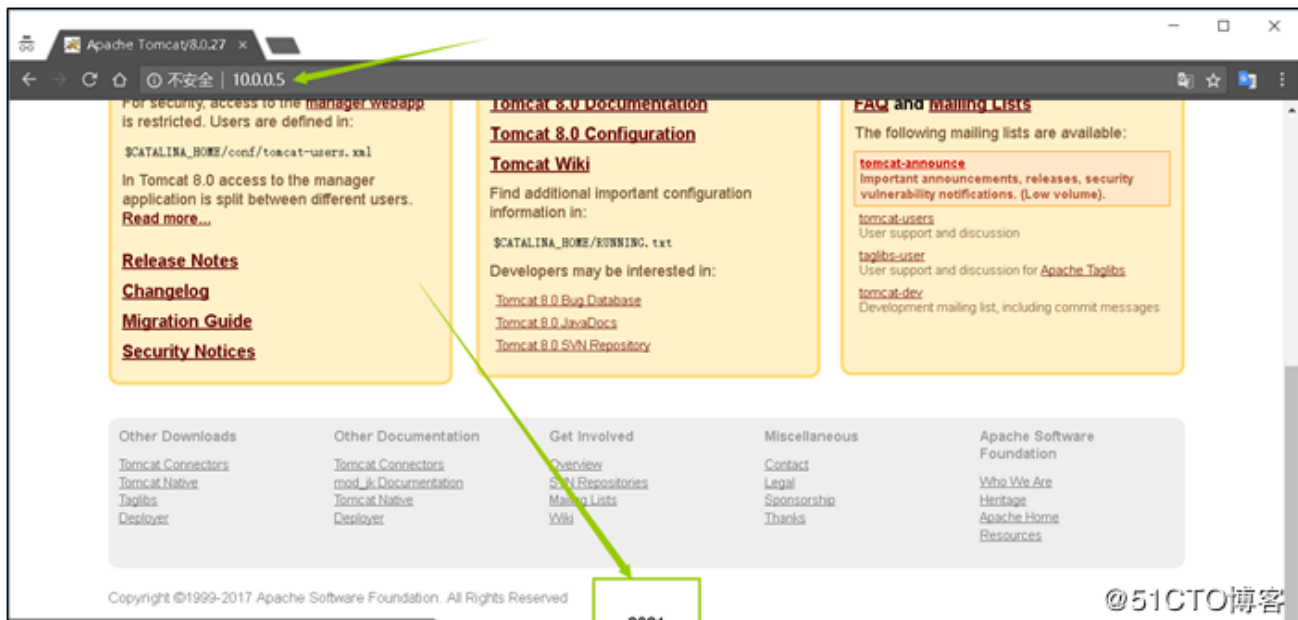 Apache Tomcat/8.0.27
不安全 | 10.0.0.5
For security, access to the manager webapp
is restricted. Users are defined in:
$CATALINA_HOME/conf/tomcat-users.xml
In Tomcat 8.0 access to the manager
application is split between different users.
Read more...
Release Notes
Changelog
Migration Guide
Security Notices
Tomcat 8.0 Documentation
Tomcat 8.0 Configuration
Tomcat Wiki
Find additional important configuration
information in:
$CATALINA_HOME/RUNNING.txt
Developers may be interested in:
Tomcat 8.0 Bug Database
Tomcat 8.0 JavaDocs
Tomcat 8.0 SVN Repository
FAQ and Mailing Lists
The following mailing lists are available:
tomcat-announce
Important announcements, releases, security
vulnerability notifications. (Low volume).
tomcat-users
User support and discussion
taglibs-user
User support and discussion for Apache Taglibs
tomcat-dev
Development mailing list, including commit messages
Other Downloads
Tomcat Connectors
Tomcat Native
Taglibs
Deployer
Other Documentation
Tomcat Connectors
mod_jk Documentation
Tomcat Native
Deployer
Get Involved
Overview
SVN Repositories
Mailing Lists
Wiki
Miscellaneous
Contact
Legal
Sponsorship
Thanks
Apache Software
Foundation
Who We Are
Heritage
Apache Home
Resources
Copyright ©1999-2017 Apache Software Foundation. All Rights Reserved
@51CTO博客